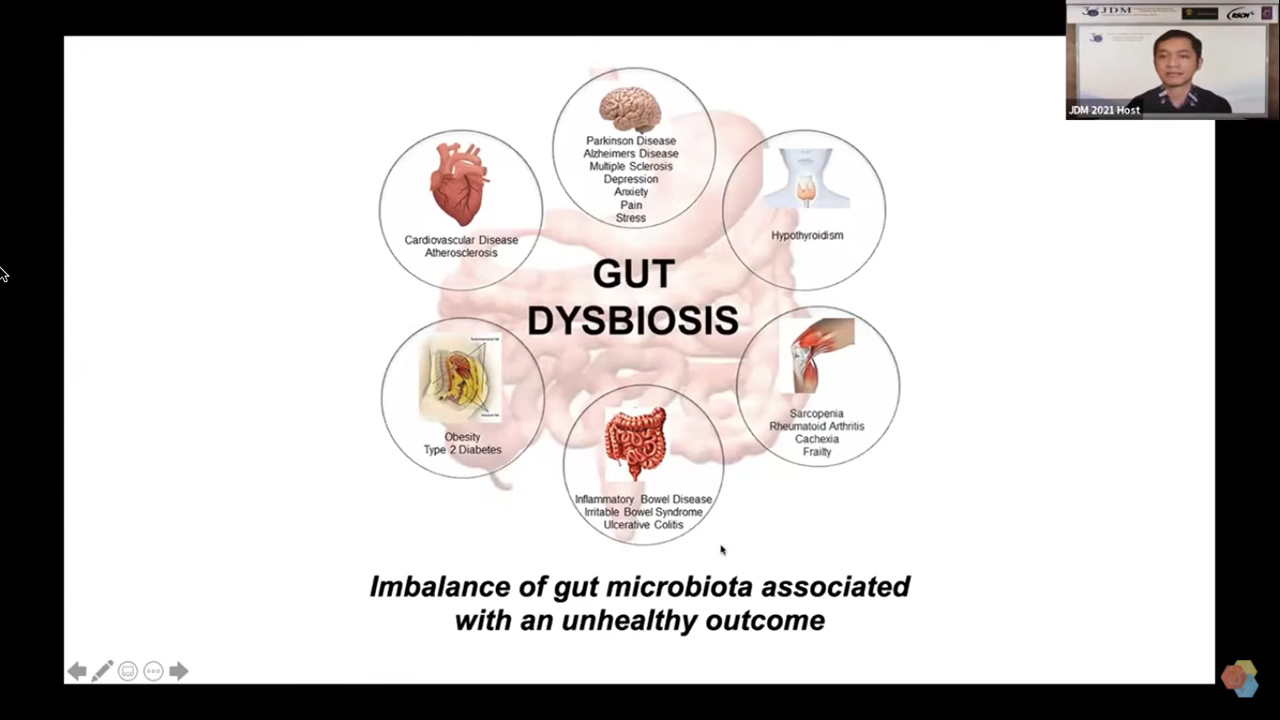 JDM
RSCH
JDM 2021 Host
Parkinson Disease
Alzheimers Disease
Multiple Sclerosis
Depression
Anxiety
Pain
Stress
Cardiovascular Disease
Atherosclerosis
Hypothyroidism
GUT
DYSBIOSIS
Obesity
Type 2 Diabetes
Sarcopenia
Rheumatoid Arthritis
Cachexia
Frailty
Inflammatory Bowel Disease
Irritable Bowel Syndrome
Ulcerative Colitis
Imbalance of gut microbiota associated
with an unhealthy outcome